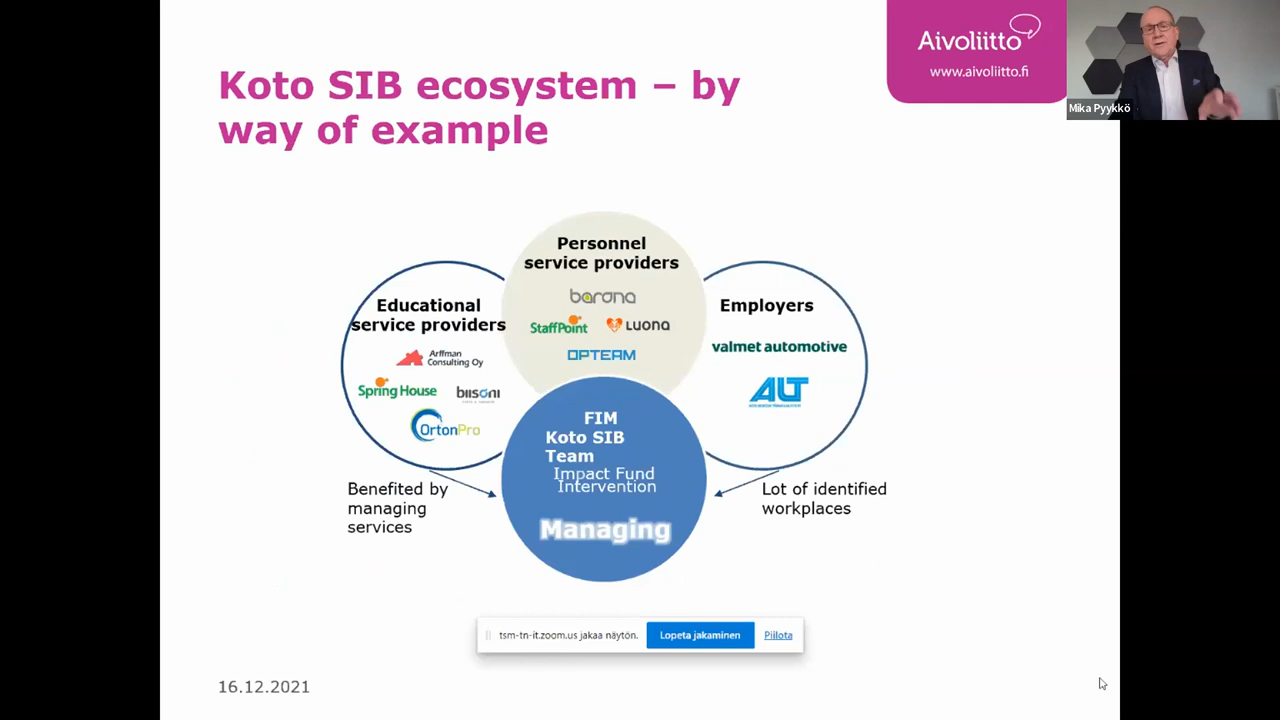 Aivoliitto
www.aivoliitto.fi
Mika Pyykkö
Koto SIB ecosystem – by
way of example
Personnel
service providers
barona
StaffPoint
LUONA
OPTEAM
Educational
service providers
Arffman
Consulting Oy
Spring House
biisoni
OrtonPro
Employers
valmet automotive
ALT
FIM
Koto SIB
Team
Impact Fund
Intervention
Managing
Benefited by
managing
services
Lot of identified
workplaces
tsm-tn-it.zoom.us jakaa näytön.
Lopeta jakaminen
Piilota
16.12.2021